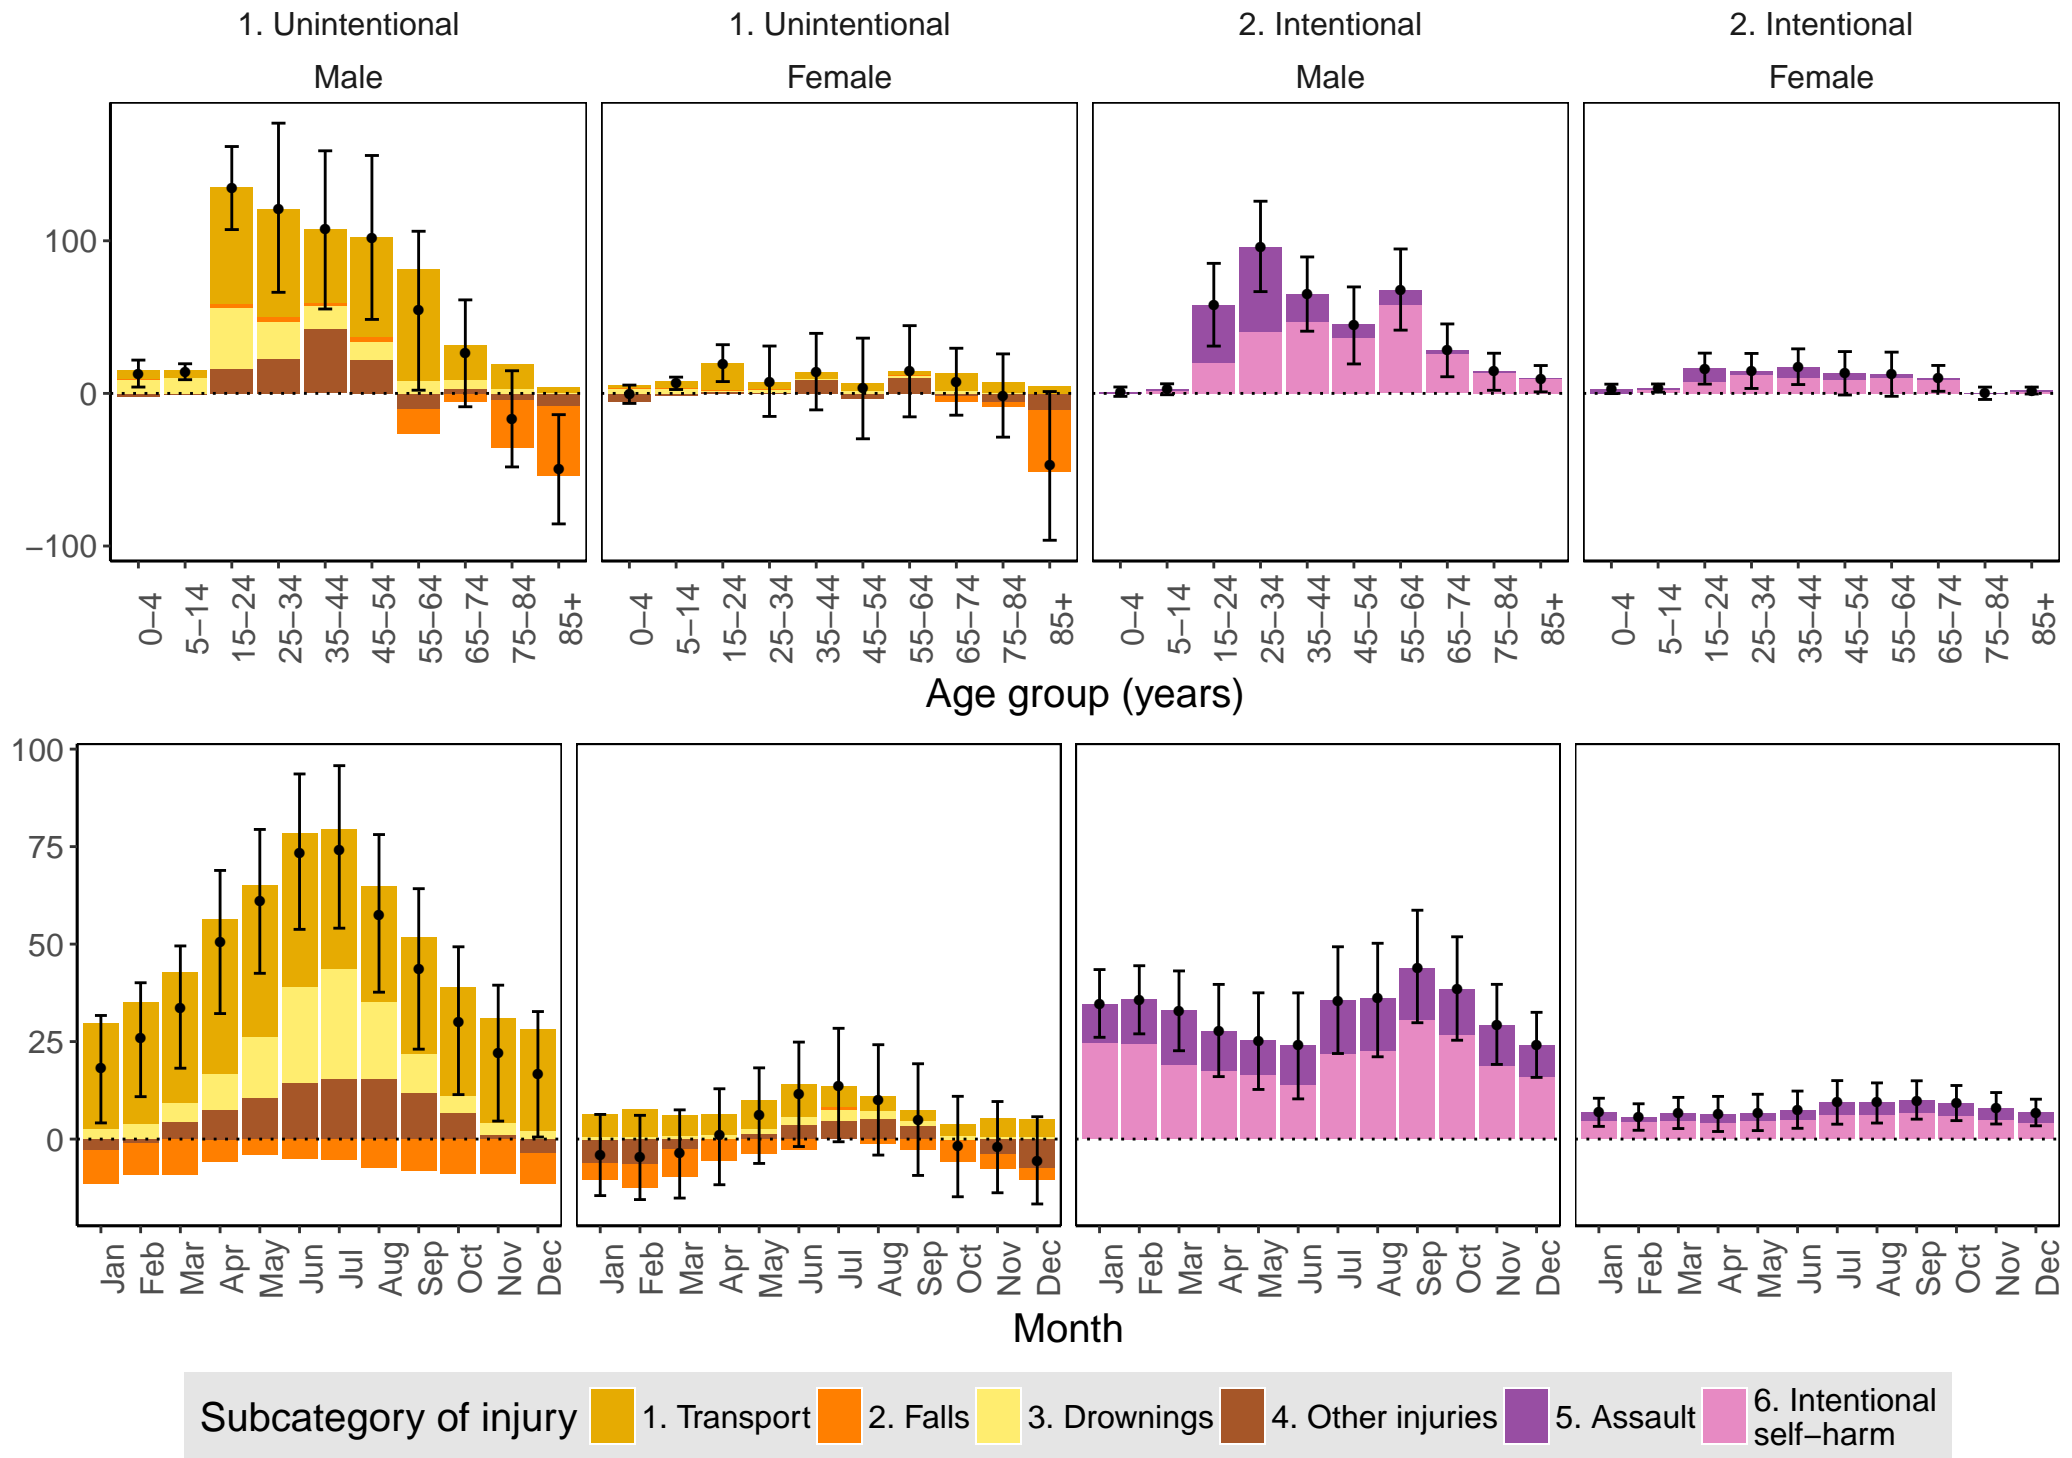 1. Unintentional 1. Unintentional 2. Intentional 2. Intentional
Male Female Male Female
100
0
−100
0−4 5−14 15−24 25−34 35−44 45−54 55−64 65−74 75−84 85+ 0−4 5−14 15−24 25−34 35−44 45−54 55−64 65−74 75−84 85+ 0−4 5−14 15−24 25−34 35−44 45−54 55−64 65−74 75−84 85+ 0−4 5−14 15−24 25−34 35−44 45−54 55−64 65−74 75−84 85+
Age group (years)
100
75
50
25
0
Jan Feb Mar Apr May Jun Jul Aug Sep Oct Nov Dec Jan Feb Mar Apr May Jun Jul Aug Sep Oct Nov Dec Jan Feb Mar Apr May Jun Jul Aug Sep Oct Nov Dec Jan Feb Mar Apr May Jun Jul Aug Sep Oct Nov Dec
Month
Subcategory of injury 1. Transport 2. Falls 3. Drownings 4. Other injuries 5. Assault 6. Intentional
self−harm